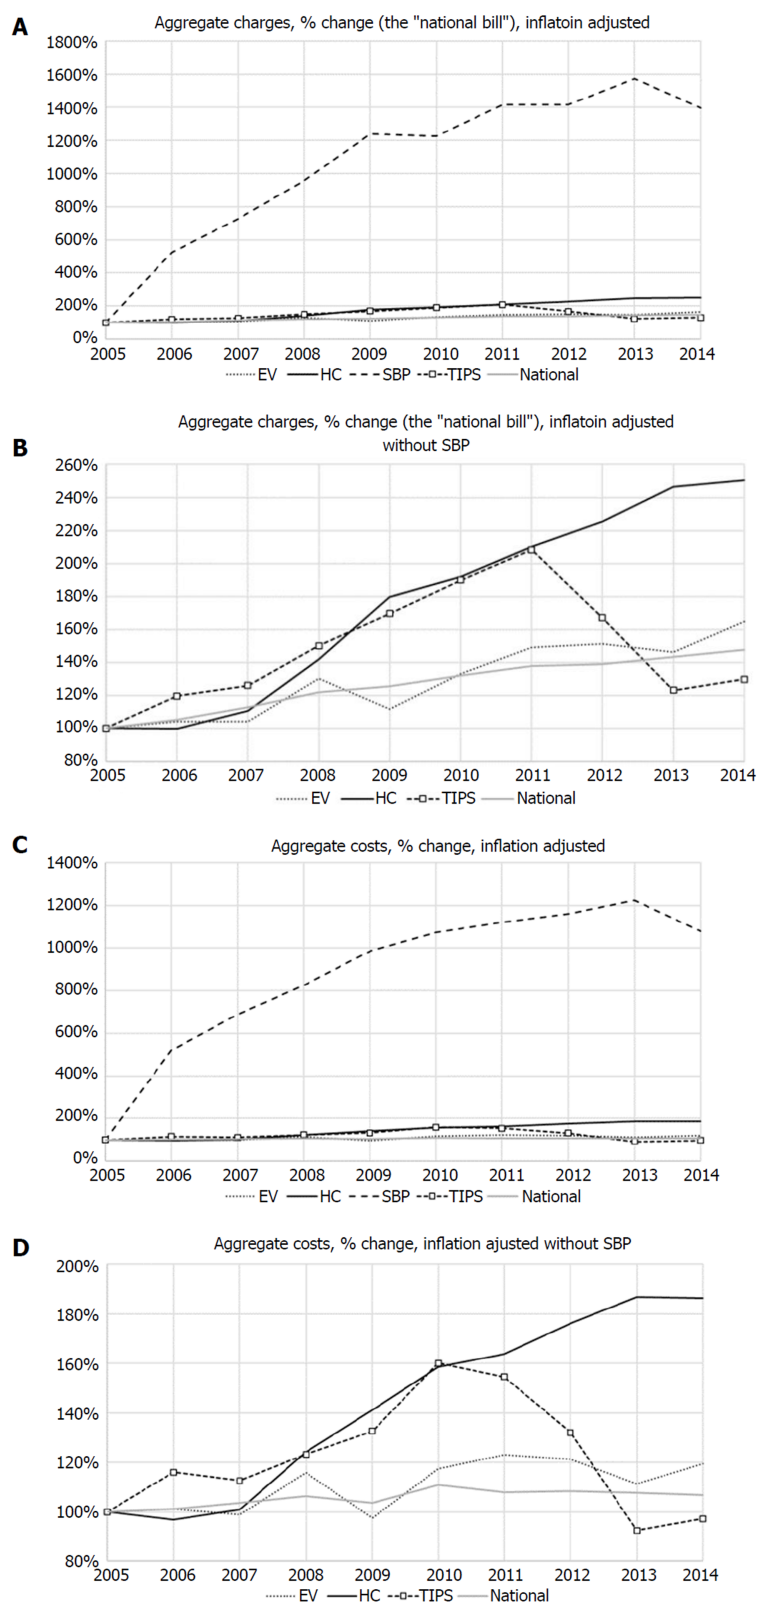 A
Aggregate charges, % change (the "national bill"), inflatoin adjusted
1800%
1600%
1400%
1200%
1000%
800%
600%
400%
200%
0%
2005 2006 2007 2008 2009 2010 2011 2012 2013 2014
EV HC SBP TIPS National
B
Aggregate charges, % change (the "national bill"), inflatoin adjusted
without SBP
260%
240%
220%
200%
180%
160%
140%
120%
100%
80%
2005 2006 2007 2008 2009 2010 2011 2012 2013 2014
EV HC TIPS National
C
Aggregate costs, % change, inflation adjusted
1400%
1200%
1000%
800%
600%
400%
200%
0%
2005 2006 2007 2008 2009 2010 2011 2012 2013 2014
EV HC SBP TIPS National
D
Aggregate costs, % change, inflation ajusted without SBP
200%
180%
160%
140%
120%
100%
80%
2005 2006 2007 2008 2009 2010 2011 2012 2013 2014
EV HC TIPS National